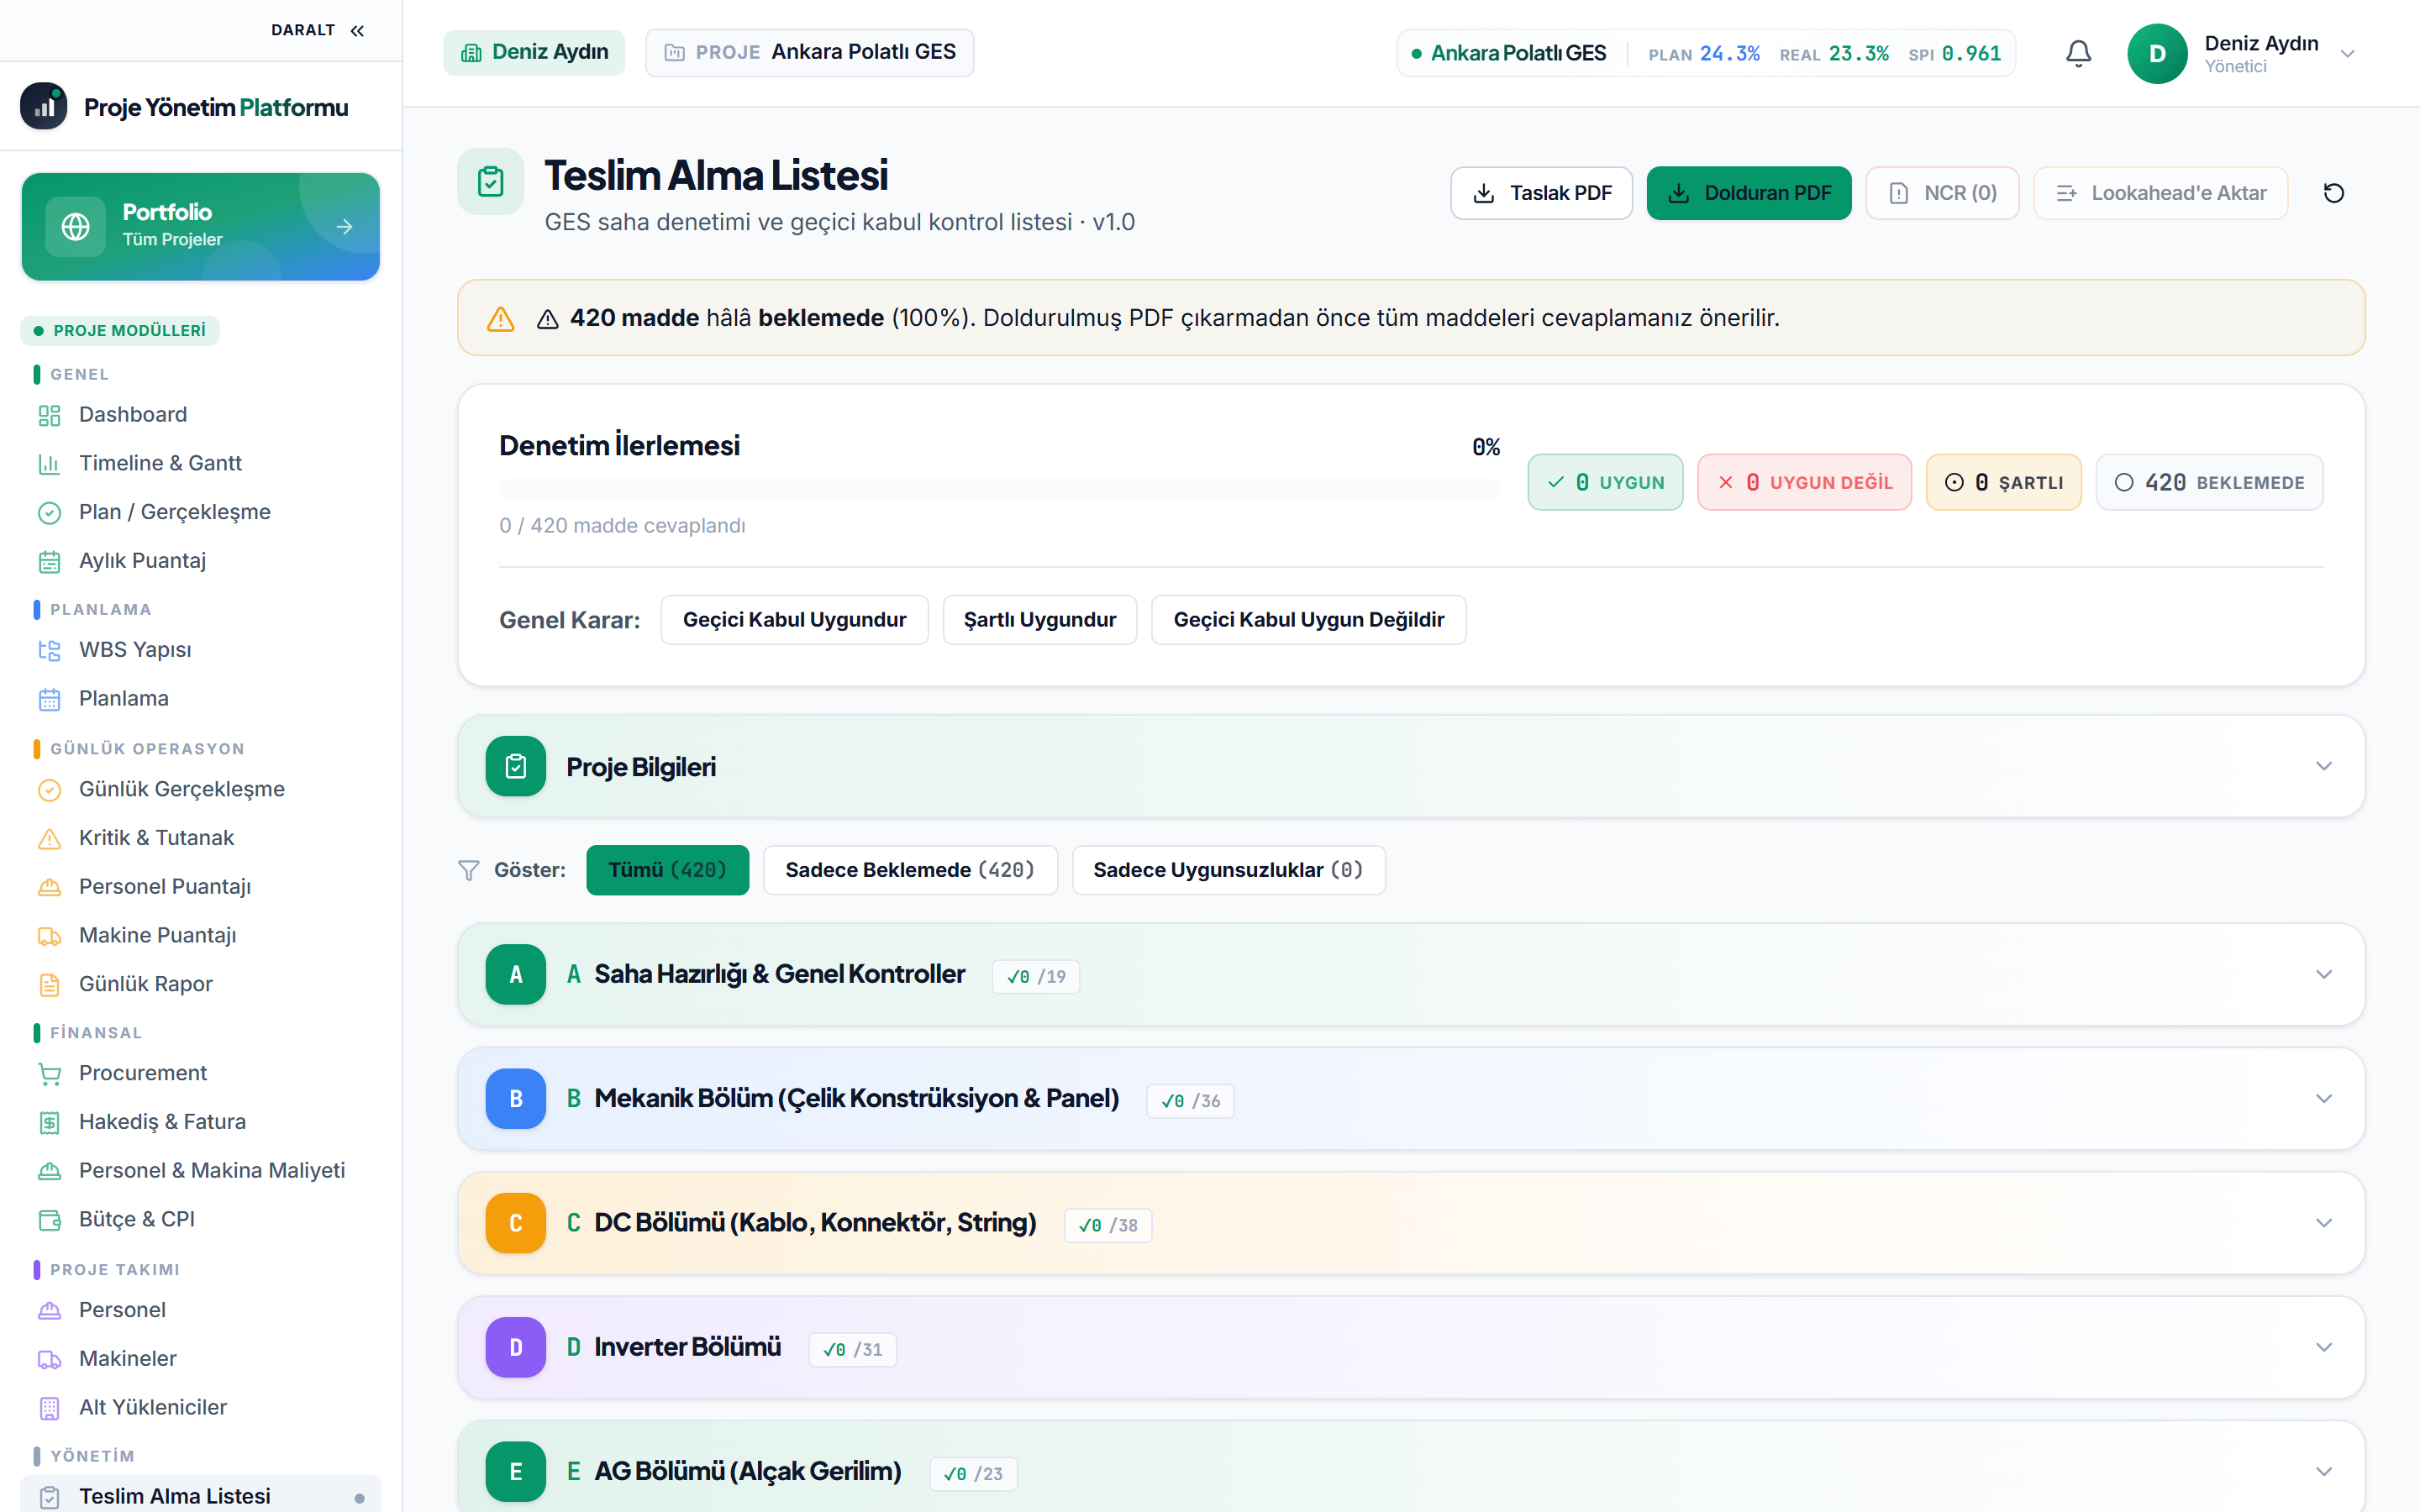 DARALT
Proje Yönetim Platformu
Portfolio
Tüm Projeler
PROJE MODÜLLERİ
GENEL
Dashboard
Timeline & Gantt
Plan / Gerçekleşme
Aylık Puantaj
PLANLAMA
WBS Yapısı
Planlama
GÜNLÜK OPERASYON
Günlük Gerçekleşme
Kritik & Tutanak
Personel Puantajı
Makine Puantajı
Günlük Rapor
FİNANSAL
Procurement
Hakediş & Fatura
Personel & Makina Maliyeti
Bütçe & CPI
PROJE TAKIMI
Personel
Makineler
Alt Yükleniciler
YÖNETİM
Teslim Alma Listesi
Deniz Aydın
PROJE Ankara Polatlı GES
Ankara Polatlı GES PLAN 24.3% REAL 23.3% SPI 0.961
D
Deniz Aydın
Yönetici
Teslim Alma Listesi
GES saha denetimi ve geçici kabul kontrol listesi · v1.0
Taslak PDF
Dolduran PDF
NCR (0)
Lookahead'e Aktar
420 madde hâlâ beklemede (100%). Doldurulmuş PDF çıkarmadan önce tüm maddeleri cevaplamanız önerilir.
Denetim İlerlemesi
0%
0 / 420 madde cevaplandı
0 UYGUN
0 UYGUN DEĞİL
0 ŞARTLI
420 BEKLEMEDE
Genel Karar:
Geçici Kabul Uygundur
Şartlı Uygundur
Geçici Kabul Uygun Değildir
Proje Bilgileri
Göster:
Tümü (420)
Sadece Beklemede (420)
Sadece Uygunsuzluklar (0)
A A Saha Hazırlığı & Genel Kontroller ✓0 /19
B B Mekanik Bölüm (Çelik Konstrüksiyon & Panel) ✓0 /36
C C DC Bölümü (Kablo, Konnektör, String) ✓0 /38
D D Inverter Bölümü ✓0 /31
E E AG Bölümü (Alçak Gerilim) ✓0 /23